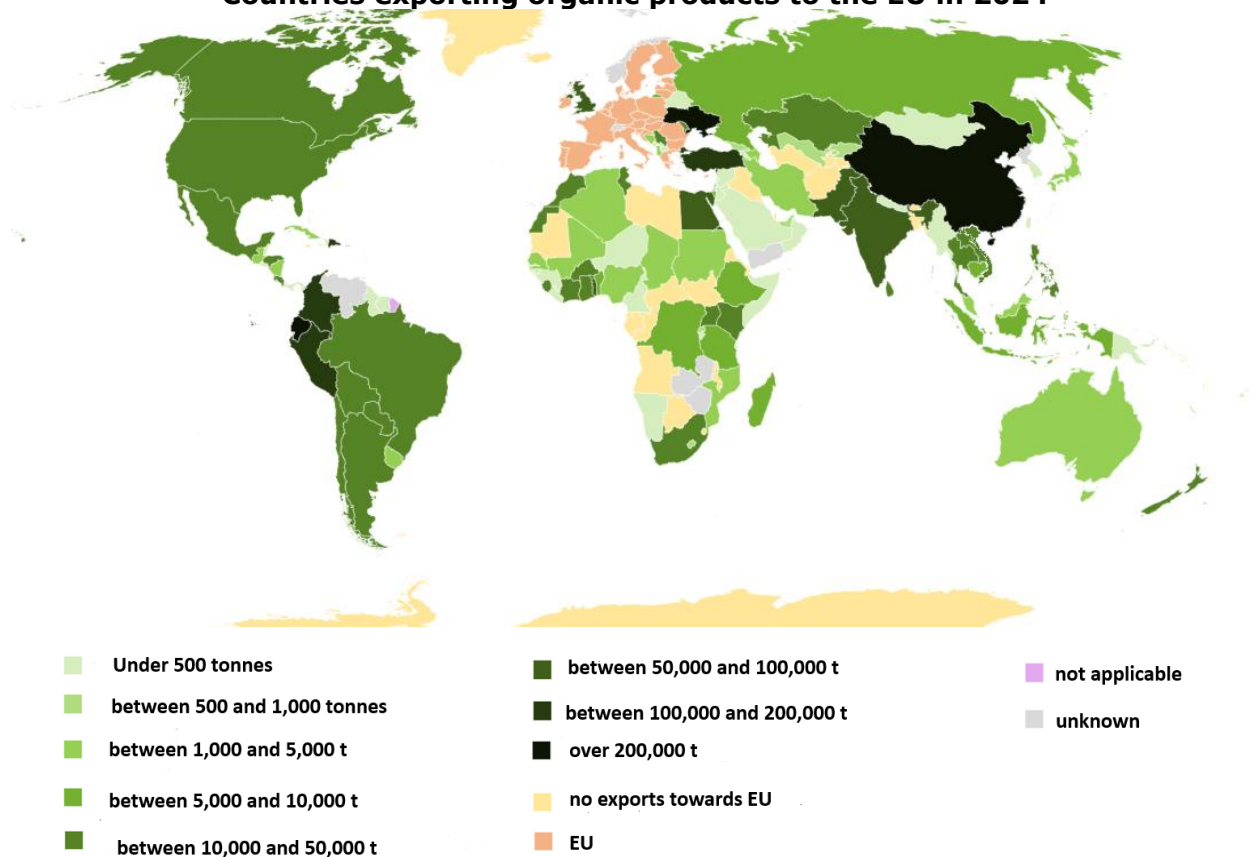 Countries exporting organic products to the EU in 2024
Under 500 tonnes
between 500 and 1,000 tonnes
between 1,000 and 5,000 t
between 5,000 and 10,000 t
between 10,000 and 50,000 t
between 50,000 and 100,000 t
between 100,000 and 200,000 t
over 200,000 t
no exports towards EU
EU
not applicable
unknown